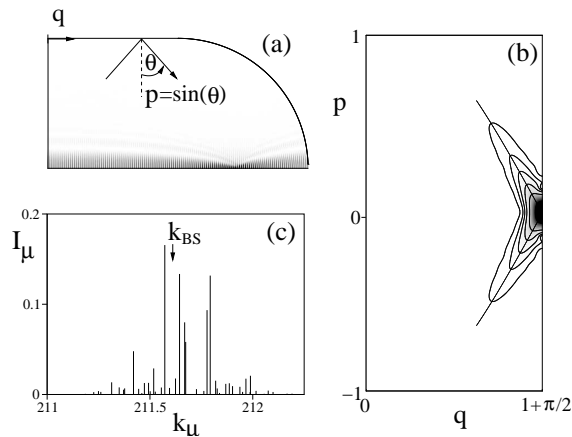 q
(a)
θ
p=sin(θ)
0.2
(c)
I_μ
k_BS
0.1
0
211
211.5
212
k_μ
(b)
1
p
0
−1
0
q
1+π/2